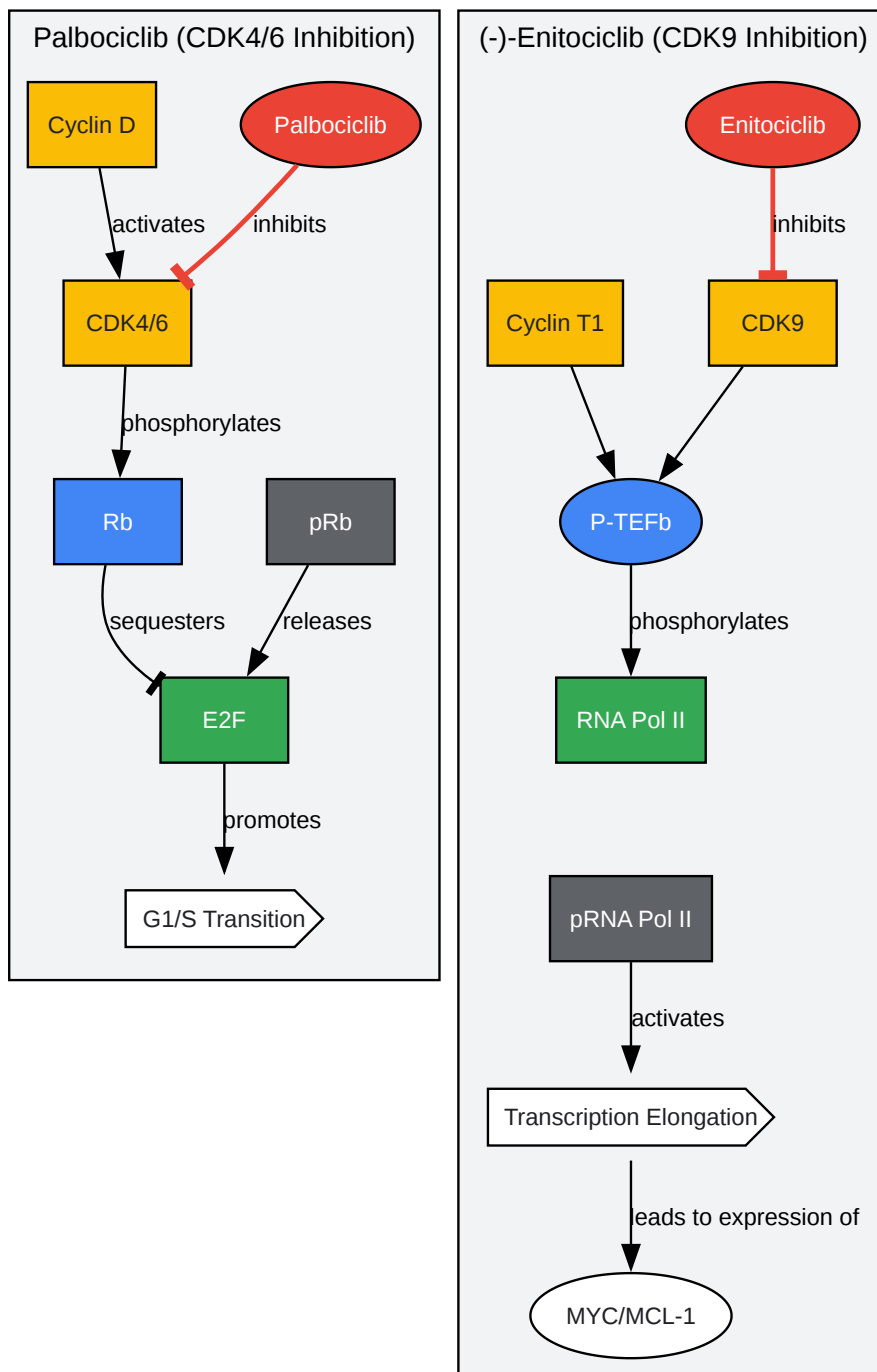 Palbociclib (CDK4/6 Inhibition)
Cyclin D
Palbociclib
activates
inhibits
CDK4/6
phosphorylates
Rb
pRb
sequesters
releases
E2F
promotes
G1/S Transition
(-)-Enitociclib (CDK9 Inhibition)
Enitociclib
inhibits
Cyclin T1
CDK9
P-TEFb
phosphorylates
RNA Pol II
pRNA Pol II
activates
Transcription Elongation
leads to expression of
MYC/MCL-1